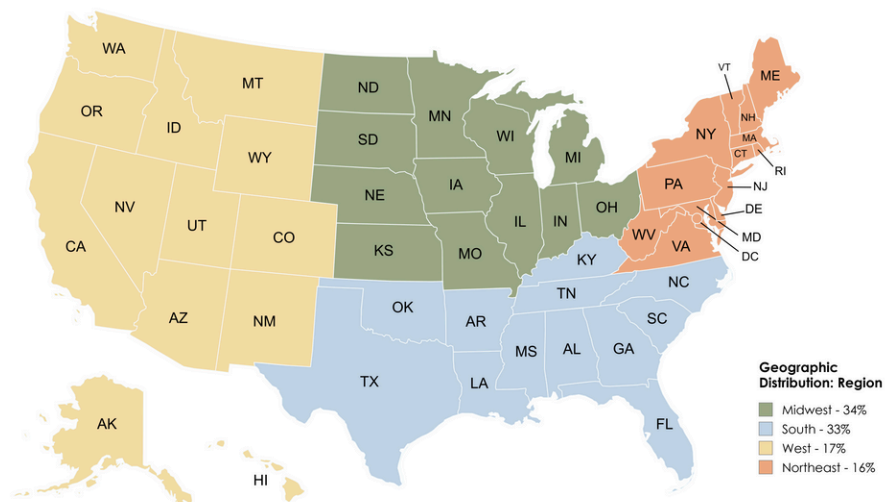 WA
MT
ND
MN
VT
ME
OR
ID
SD
WI
MI
NY
NH
MA
CT
RI
WY
NE
IA
PA
NJ
NV
UT
CO
IL
IN
OH
DE
MD
CA
KS
MO
WV
VA
DC
KY
AZ
NM
OK
AR
TN
NC
SC
TX
LA
MS
AL
GA
FL
AK
HI
Geographic
Distribution: Region
Midwest - 34%
South - 33%
West - 17%
Northeast - 16%